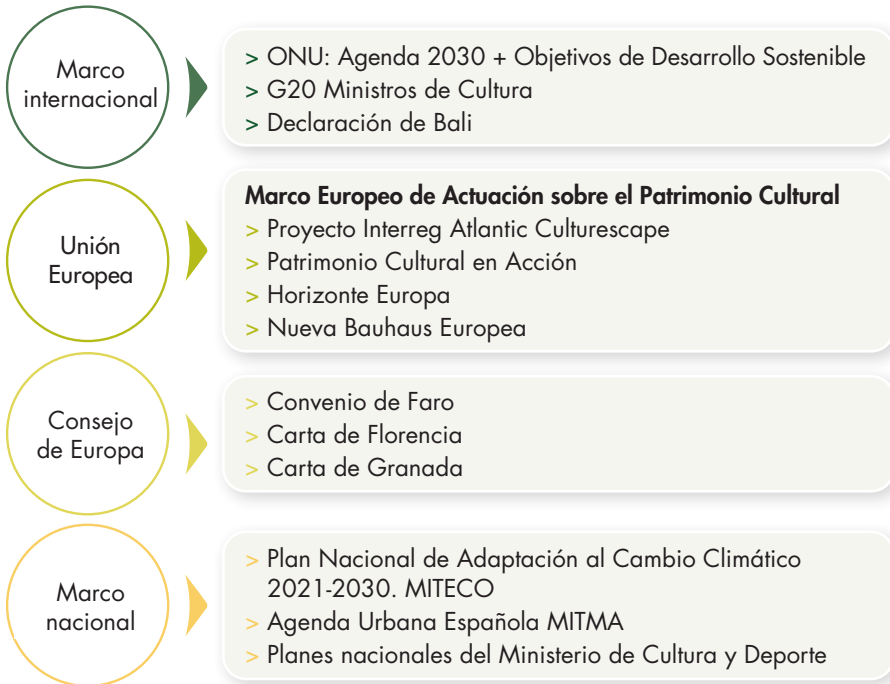 Marco
internacional
> ONU: Agenda 2030 + Objetivos de Desarrollo Sostenible
> G20 Ministros de Cultura
> Declaración de Bali
Unión
Europea
Marco Europeo de Actuación sobre el Patrimonio Cultural
> Proyecto Interreg Atlantic Culturescape
> Patrimonio Cultural en Acción
> Horizonte Europa
> Nueva Bauhaus Europea
Consejo
de Europa
> Convenio de Faro
> Carta de Florencia
> Carta de Granada
Marco
nacional
> Plan Nacional de Adaptación al Cambio Climático
2021-2030. MITECO
> Agenda Urbana Española MITMA
> Planes nacionales del Ministerio de Cultura y Deporte